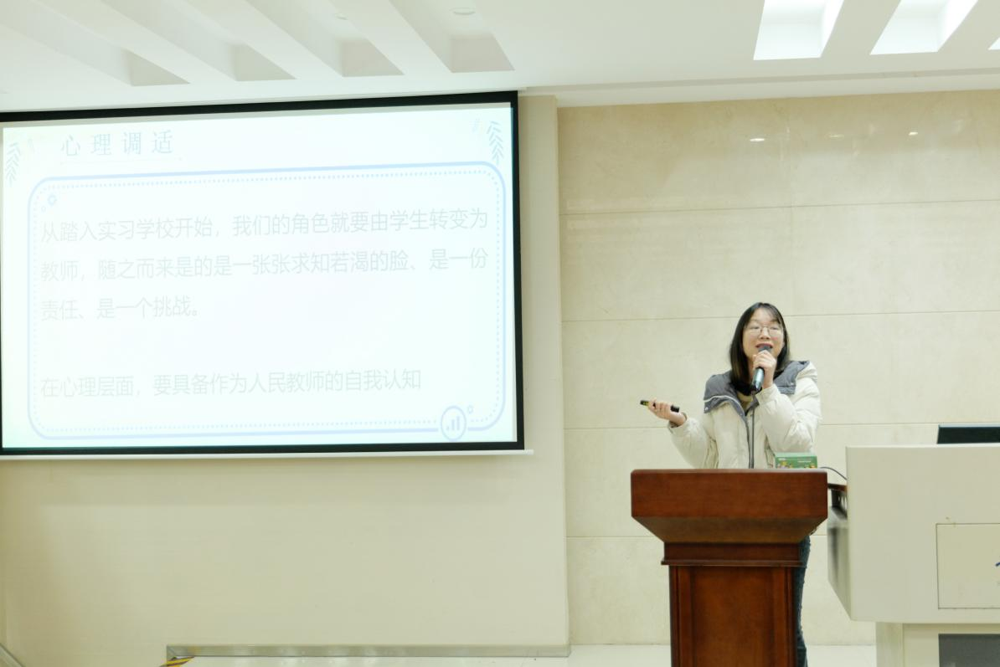 心理调适
从踏入实习学校开始，我们的角色就要由学生转变为
教师，随之而来是的是一张张求知若渴的脸、是一份
责任、是一个挑战。
在心理层面，要具备作为人民教师的自我认知